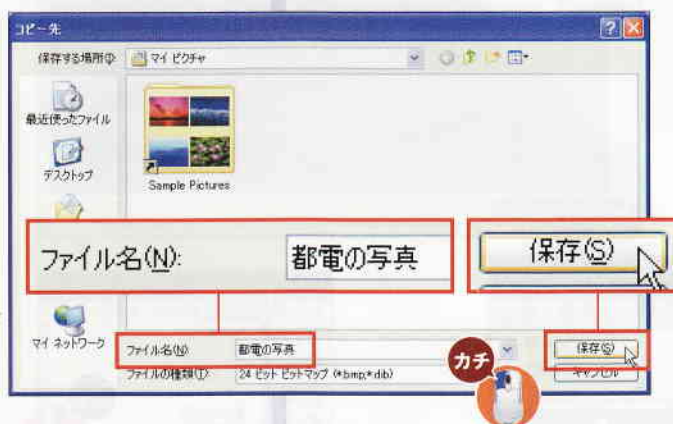 コピー先
保存する場所(I): マイ ピクチャ
最近使ったファイル
デスクトップ
Sample Pictures
ファイル名(N): 都電の写真 保存(S)
マイ ネットワーク
ファイル名(N): 都電の写真 保存(S)
ファイルの種類(T): 24 ビット ビットマップ (*.bmp;*.dib) キャンセル
カチ